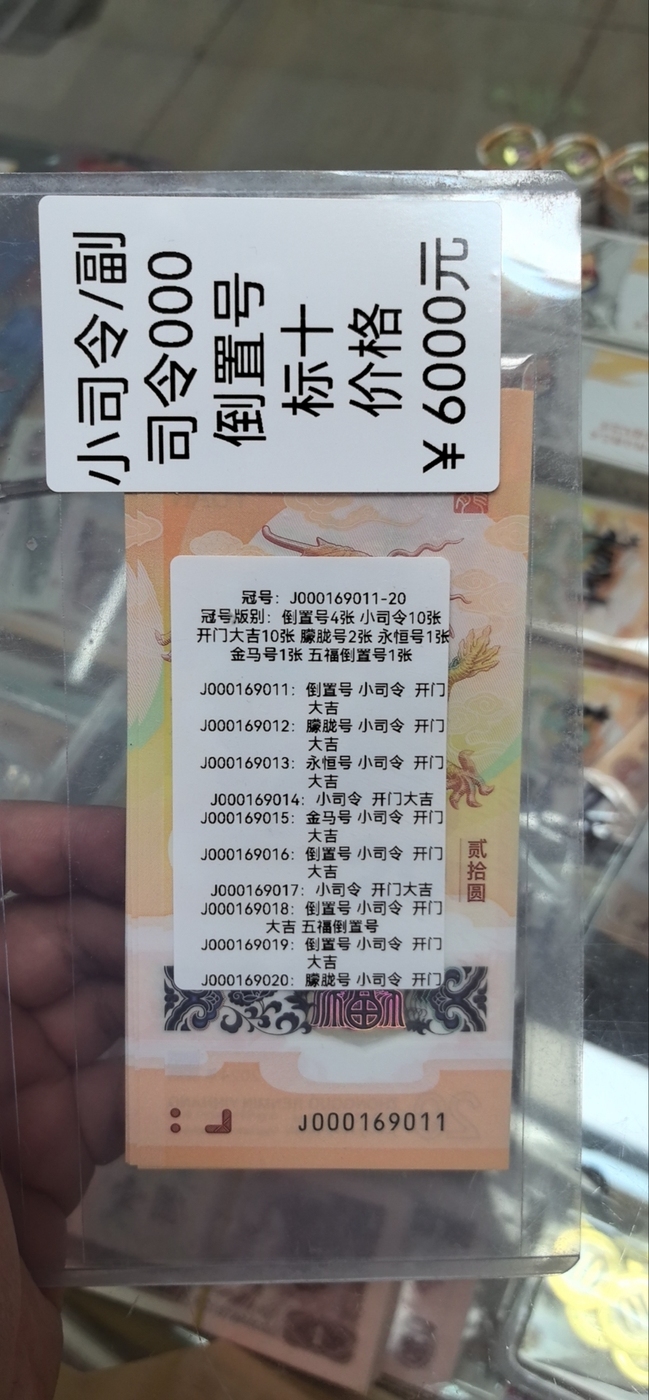 小司令/副
司令000
倒置号
标十
价格
￥6000元
冠号：J000169011-20
冠号版别：倒置号4张 小司令10张
开门大吉10张 朦胧号2张 永恒号1张
金马号1张 五福倒置号1张
J000169011：倒置号 小司令 开门
大吉
J000169012：朦胧号 小司令 开门
大吉
J000169013：永恒号 小司令 开门
大吉
J000169014：小司令 开门大吉
J000169015：金马号 小司令 开门
大吉
J000169016：倒置号 小司令 开门
大吉
J000169017：小司令 开门大吉
J000169018：倒置号 小司令 开门
大吉 五福倒置号
J000169019：倒置号 小司令 开门
大吉
J000169020：朦胧号 小司令 开门
贰拾圆
福
J000169011